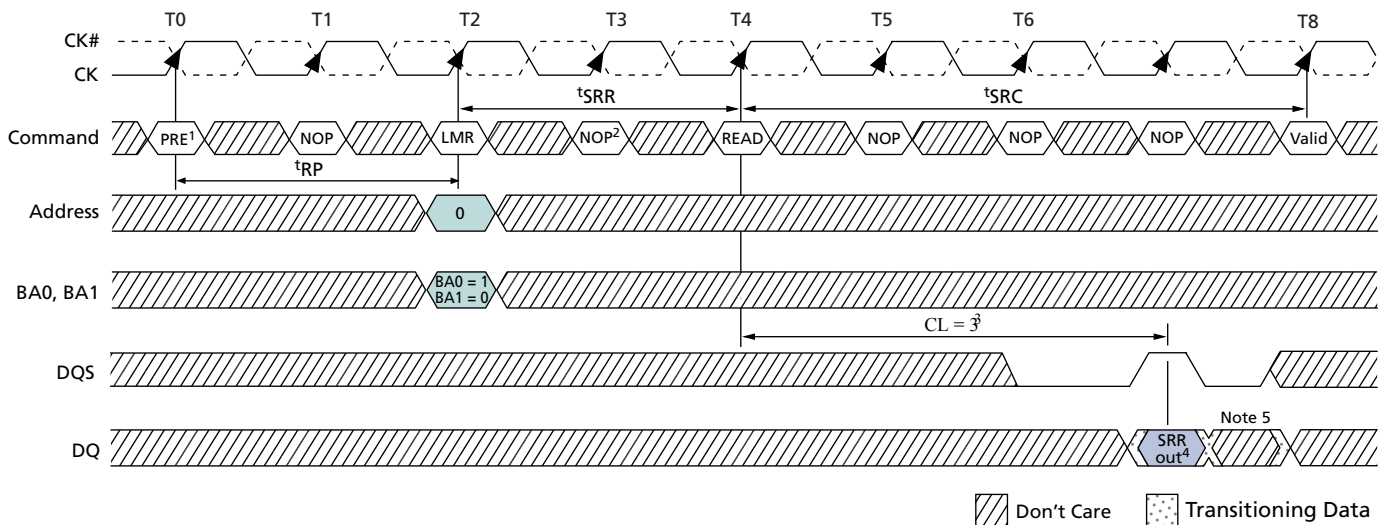 T0 T1 T2 T3 T4 T5 T6 T8
CK#
CK
tSRR tSRC
Command PRE1 NOP LMR NOP2 READ NOP NOP NOP Valid
tRP
Address 0
BA0, BA1 BA0 = 1
BA1 = 0
CL = 33
DQS
Note 5
DQ SRR
out4
Don't Care Transitioning Data